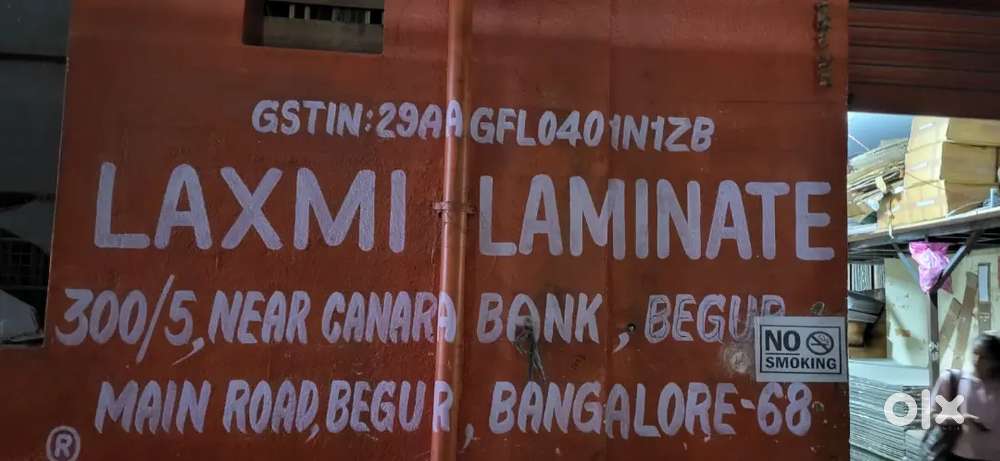 GSTIN:29AAGFL0401N1ZB
LAXMI LAMINATE
300/5, NEAR CANARA BANK, BEGUR
MAIN ROAD, BEGUR, BANGALORE-68
NO
SMOKING
®
olx